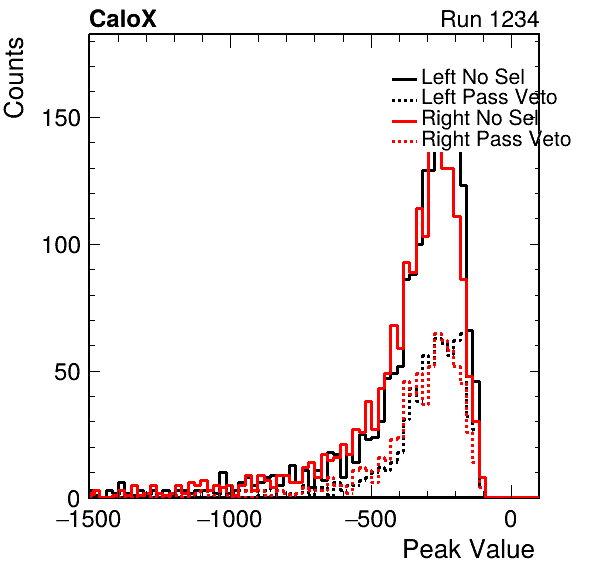 CaloX Run 1234
Counts
Left No Sel
Left Pass Veto
Right No Sel
Right Pass Veto
150
100
50
0
−1500 −1000 −500 0
Peak Value